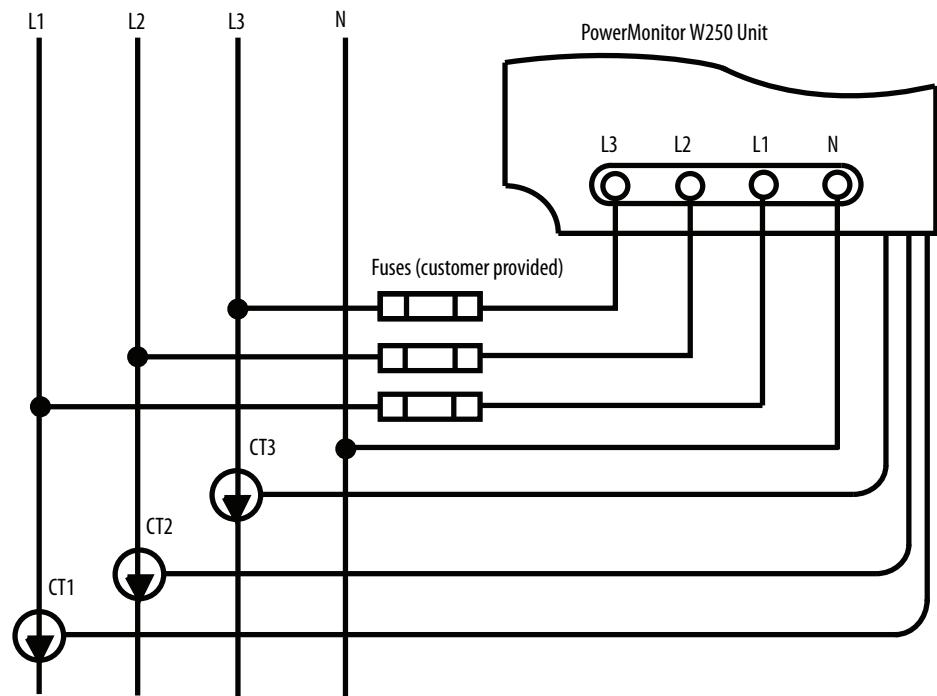 L1
L2
L3
N
PowerMonitor W250 Unit
L3
L2
L1
N
Fuses (customer provided)
CT3
CT2
CT1